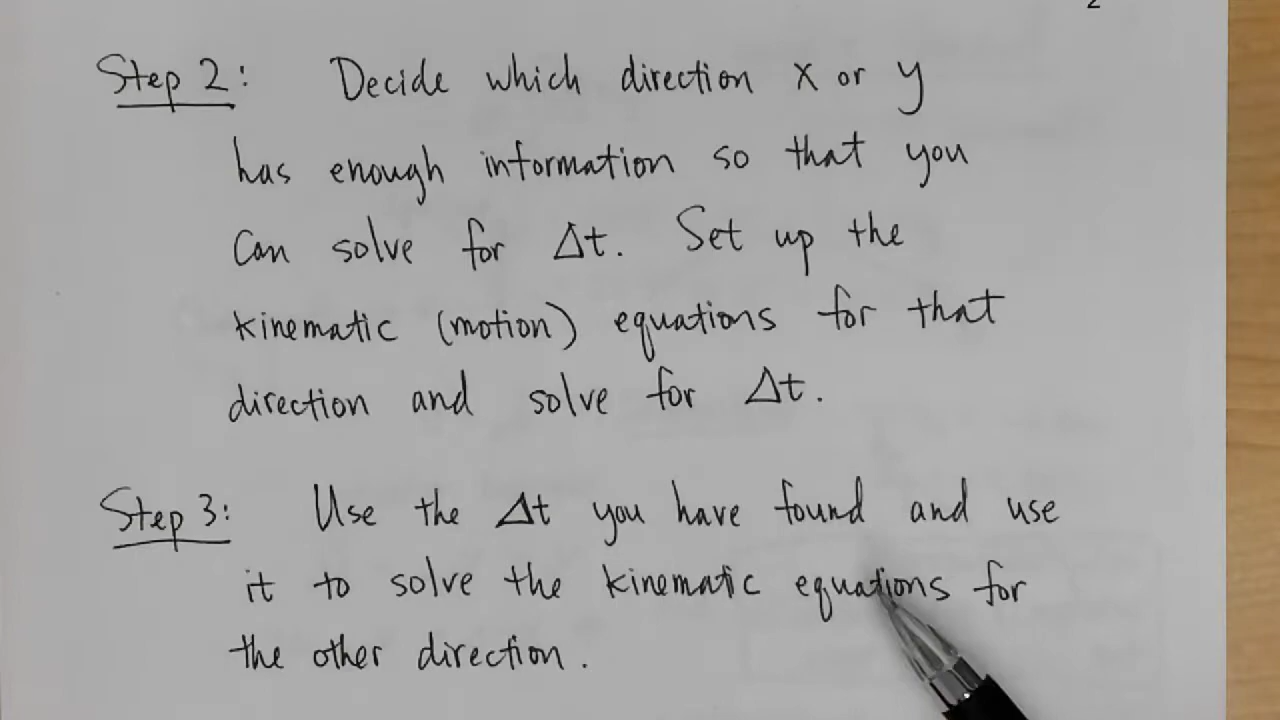 2
Step 2: Decide which direction x or y
has enough information so that you
can solve for Δt. Set up the
kinematic (motion) equations for that
direction and solve for Δt.
Step 3: Use the Δt you have found and use
it to solve the kinematic equations for
the other direction.